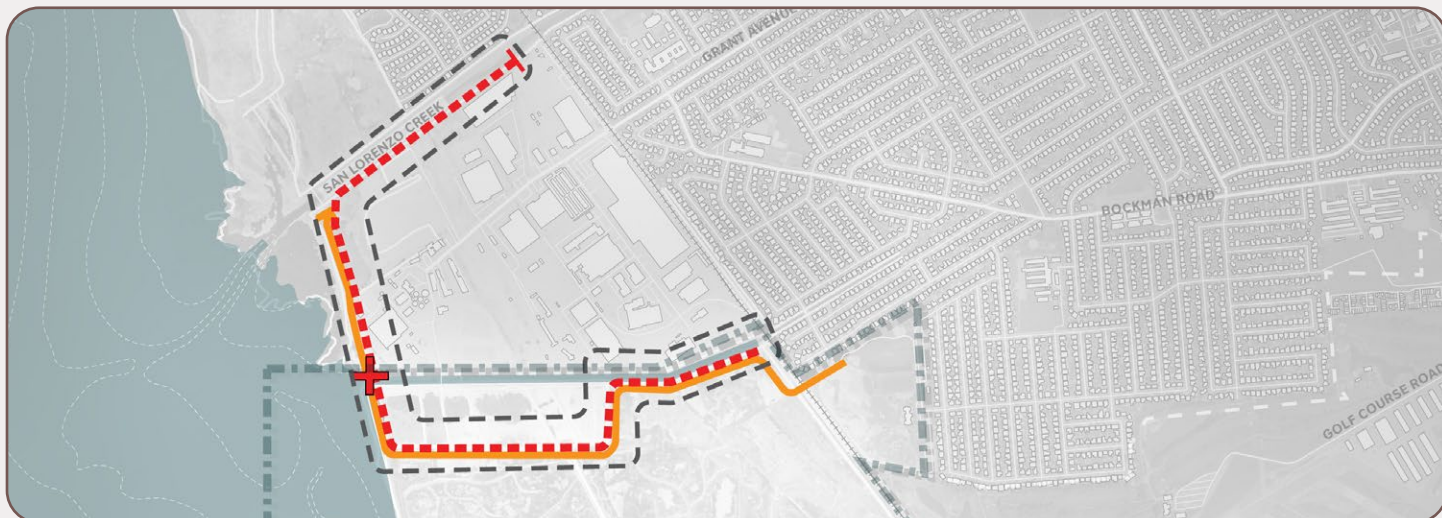 GRANT AVENUE
SAN LORENZO CREEK
BOCKMAN ROAD
GOLF COURSE ROAD